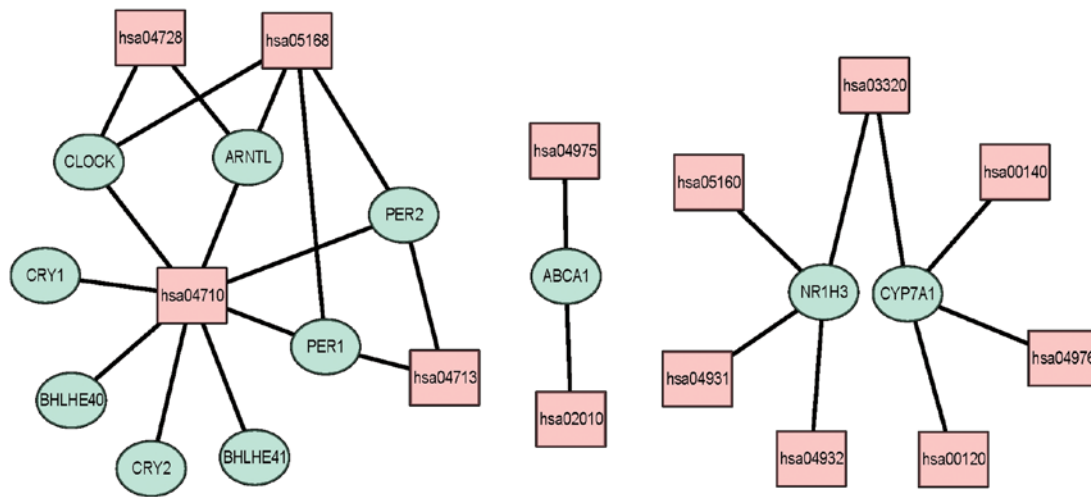 hsa04728
hsa05168
CLOCK
ARNTL
PER2
CRY1
hsa04710
PER1
hsa04713
BHLHE40
CRY2
BHLHE41
hsa04975
ABCA1
hsa02010
hsa03320
hsa05160
hsa00140
NR1H3
CYP7A1
hsa04931
hsa04976
hsa04932
hsa00120